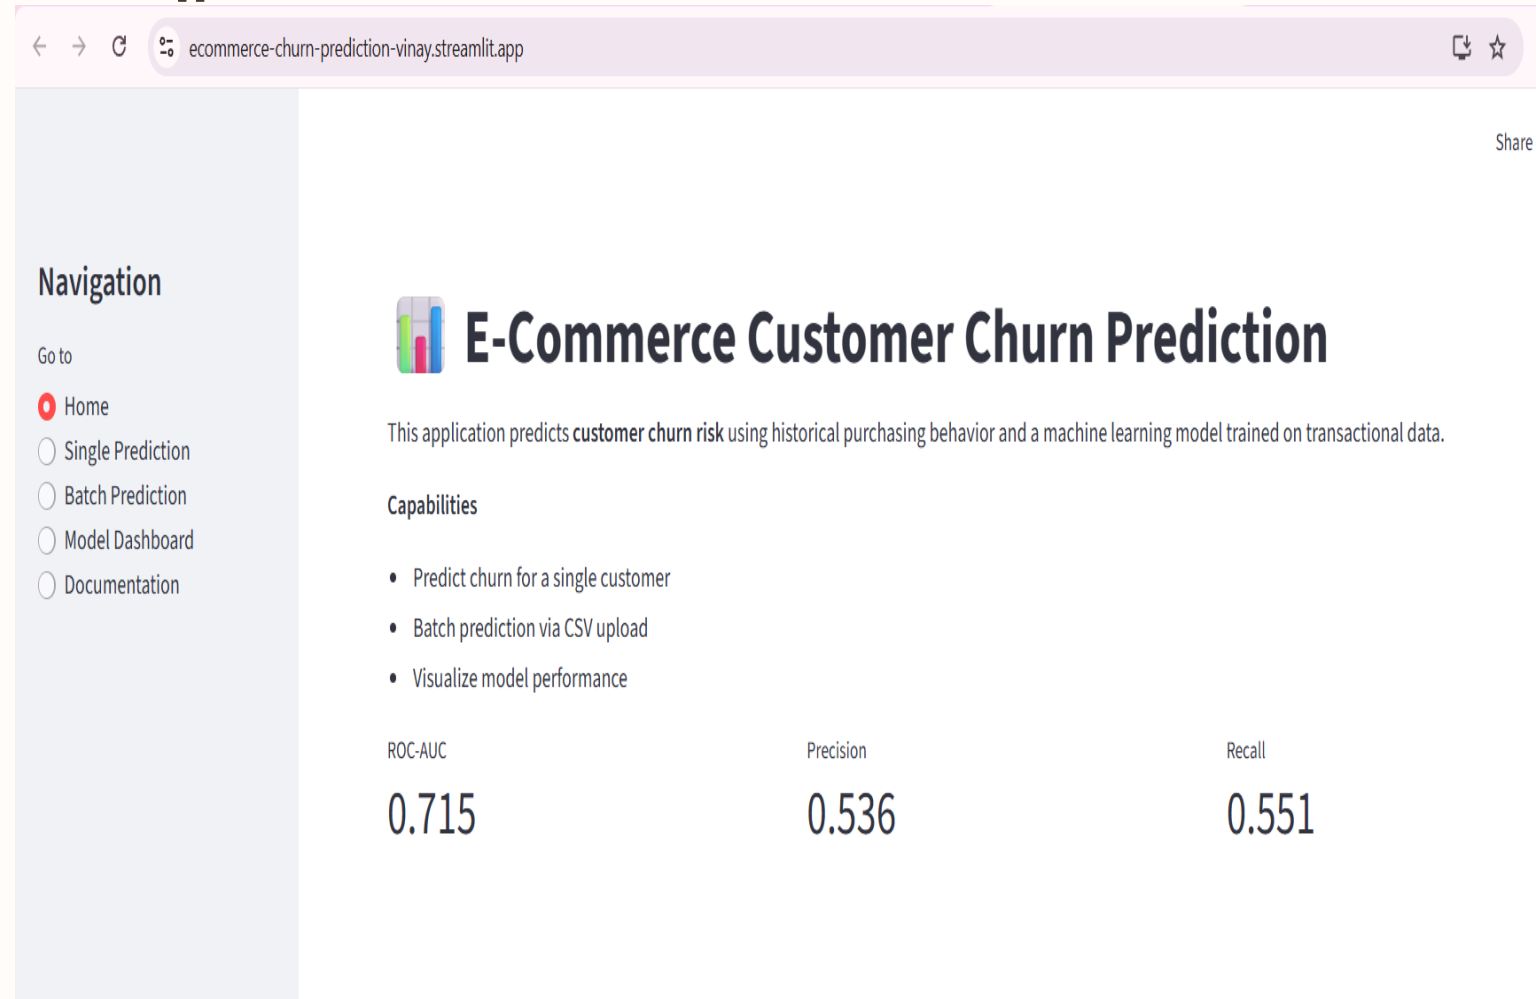 ecommerce-churn-prediction-vinay.streamlit.app
Share
Navigation
Go to
Home
Single Prediction
Batch Prediction
Model Dashboard
Documentation
E-Commerce Customer Churn Prediction
This application predicts customer churn risk using historical purchasing behavior and a machine learning model trained on transactional data.
Capabilities
• Predict churn for a single customer
• Batch prediction via CSV upload
• Visualize model performance
ROC-AUC Precision Recall
0.715 0.536 0.551